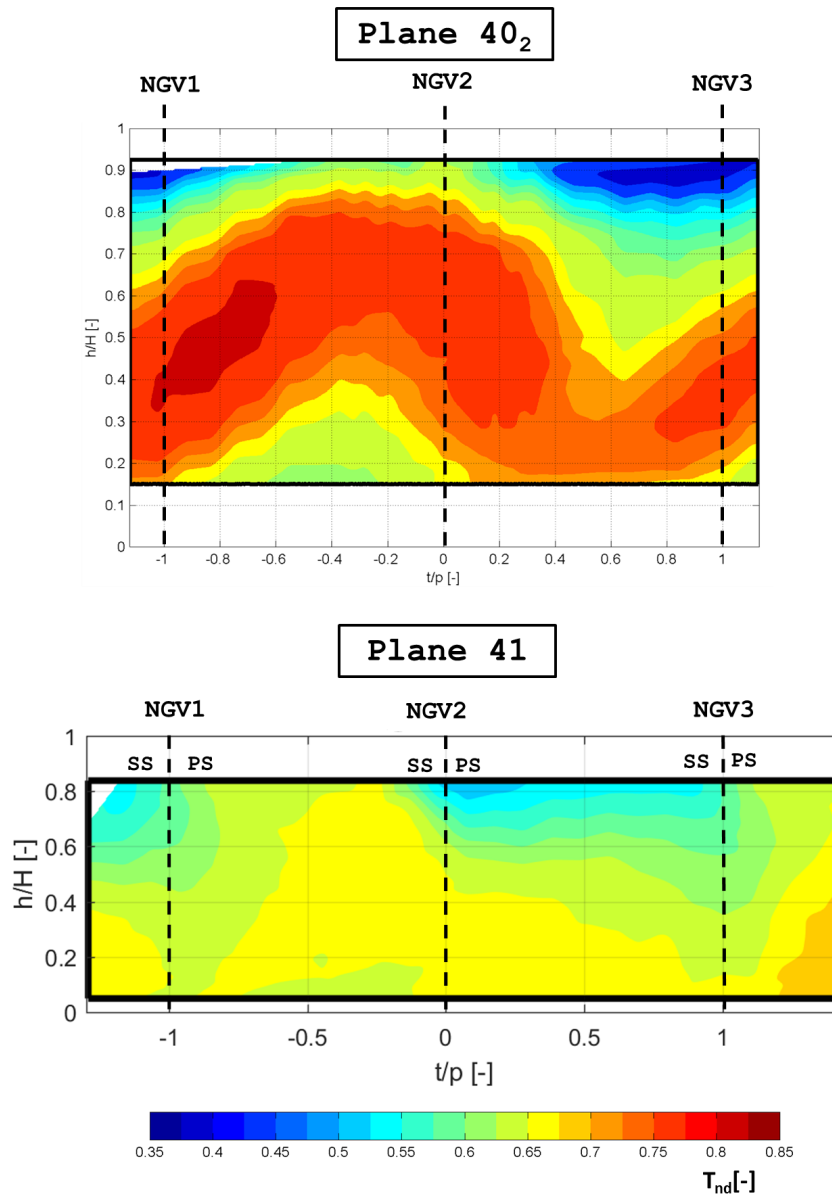 Plane 40₂
NGV1 NGV2 NGV3
1
0.9
0.8
0.7
0.6
0.5
0.4
0.3
0.2
0.1
0
h/H [-]
-1 -0.8 -0.6 -0.4 -0.2 0 0.2 0.4 0.6 0.8 1
t/p [-]
Plane 41
NGV1 NGV2 NGV3
SS PS SS PS SS PS
1
0.8
0.6
0.4
0.2
0
h/H [-]
-1 -0.5 0 0.5 1
t/p [-]
0.35 0.4 0.45 0.5 0.55 0.6 0.65 0.7 0.75 0.8 0.85
Tnd[-]